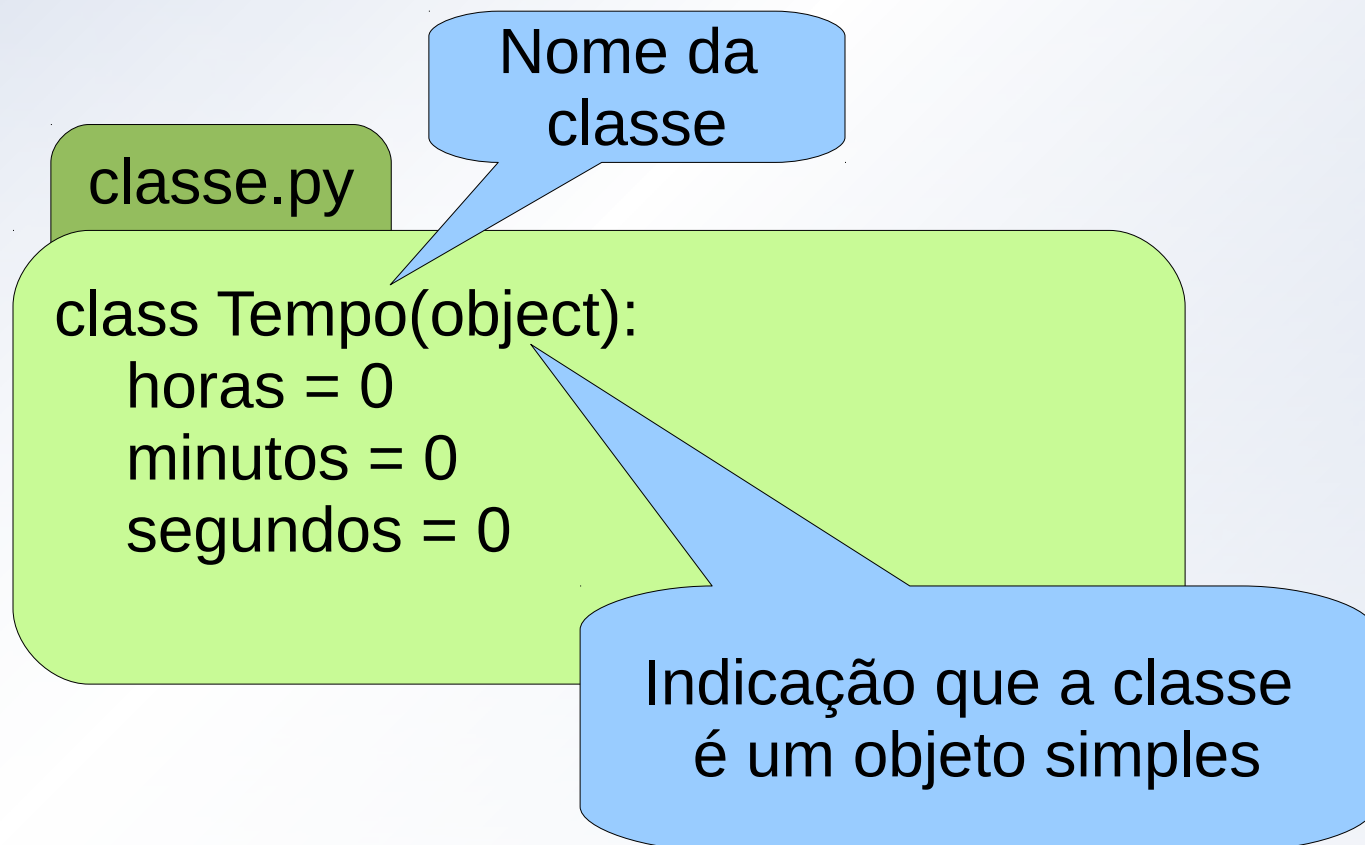 Nome da
classe
classe.py
class Tempo(object):
horas = 0
minutos = 0
segundos = 0
Indicação que a classe
é um objeto simples